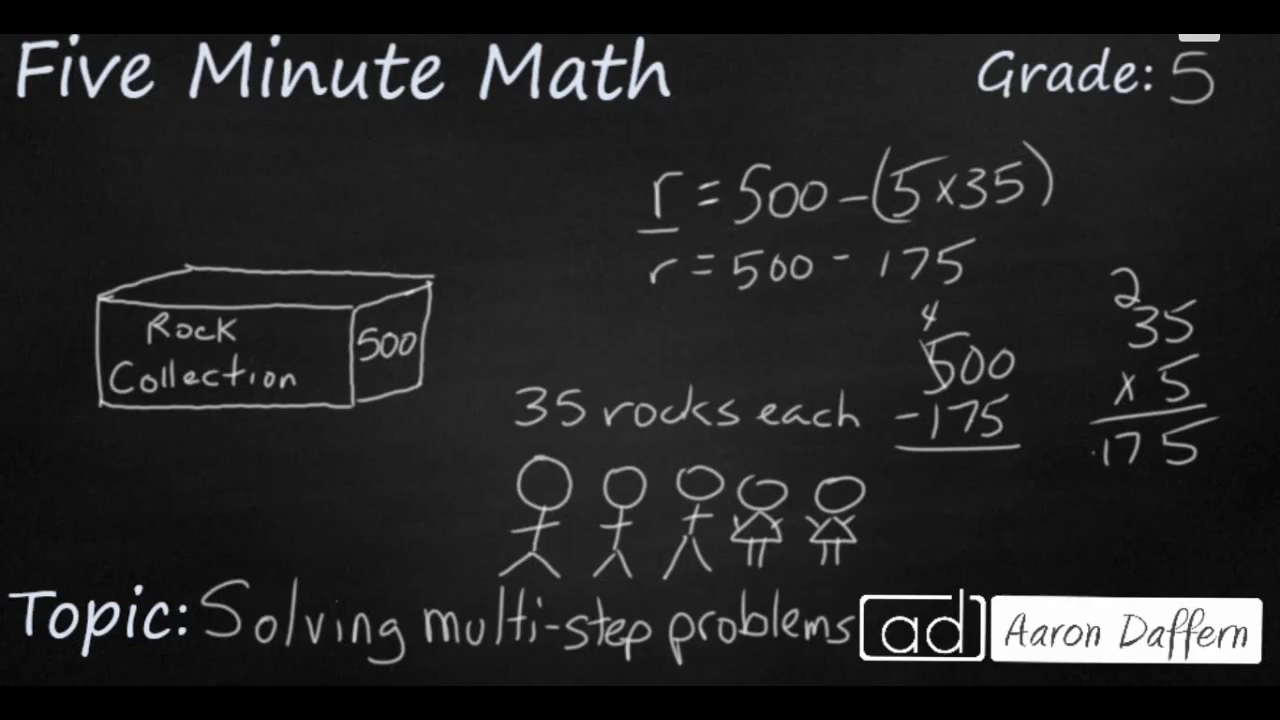 Five Minute Math
Grade: 5
r = 500 - (5 x 35)
r = 500 - 175
Rock
Collection
500
35 rocks each
4
500
- 175
2
35
x 5
175
Topic: Solving multi-step problems
ad Aaron Daffern